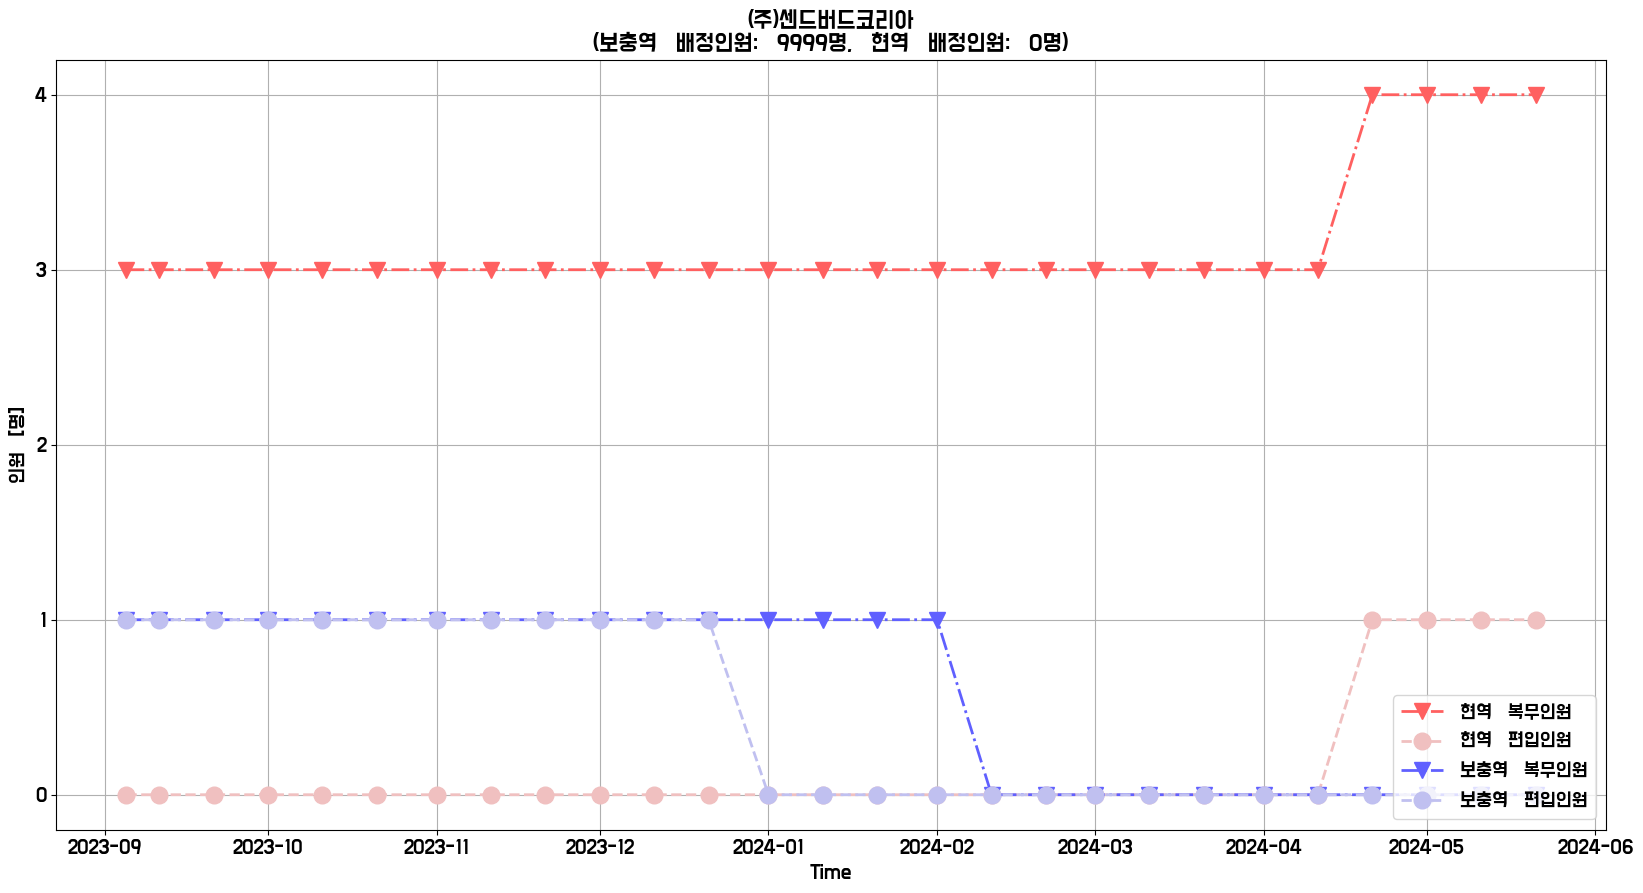 (주)센드버드코리아
(보충역 배정인원: 9999명, 현역 배정인원: 0명)
인원 [명]
4
3
2
1
0
현역 복무인원
현역 편입인원
보충역 복무인원
보충역 편입인원
2023-09 2023-10 2023-11 2023-12 2024-01 2024-02 2024-03 2024-04 2024-05 2024-06
Time